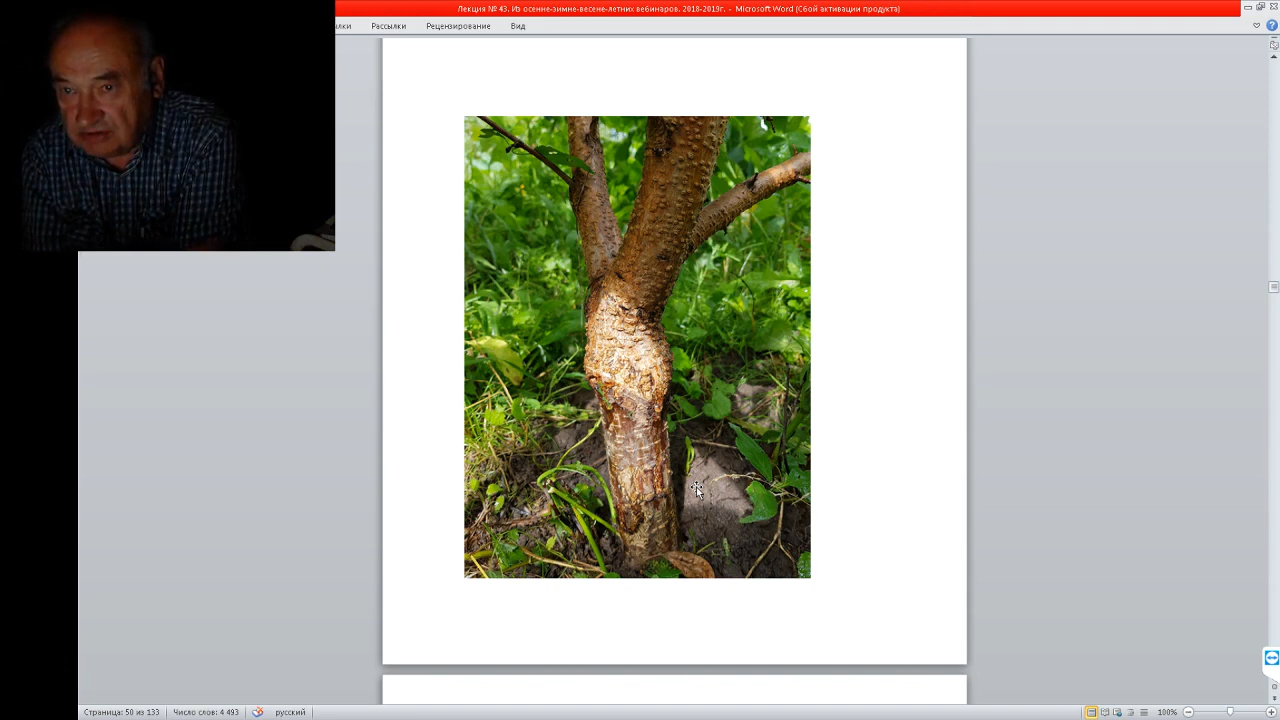 Лекция № 43. Из осенне-зимне-весене-летних вебинаров. 2018-2019г. - Microsoft Word (Сбой активации продукта)
Рассылки
Рецензирование
Вид
Страница: 50 из 133
Число слов: 4 493
русский
100%